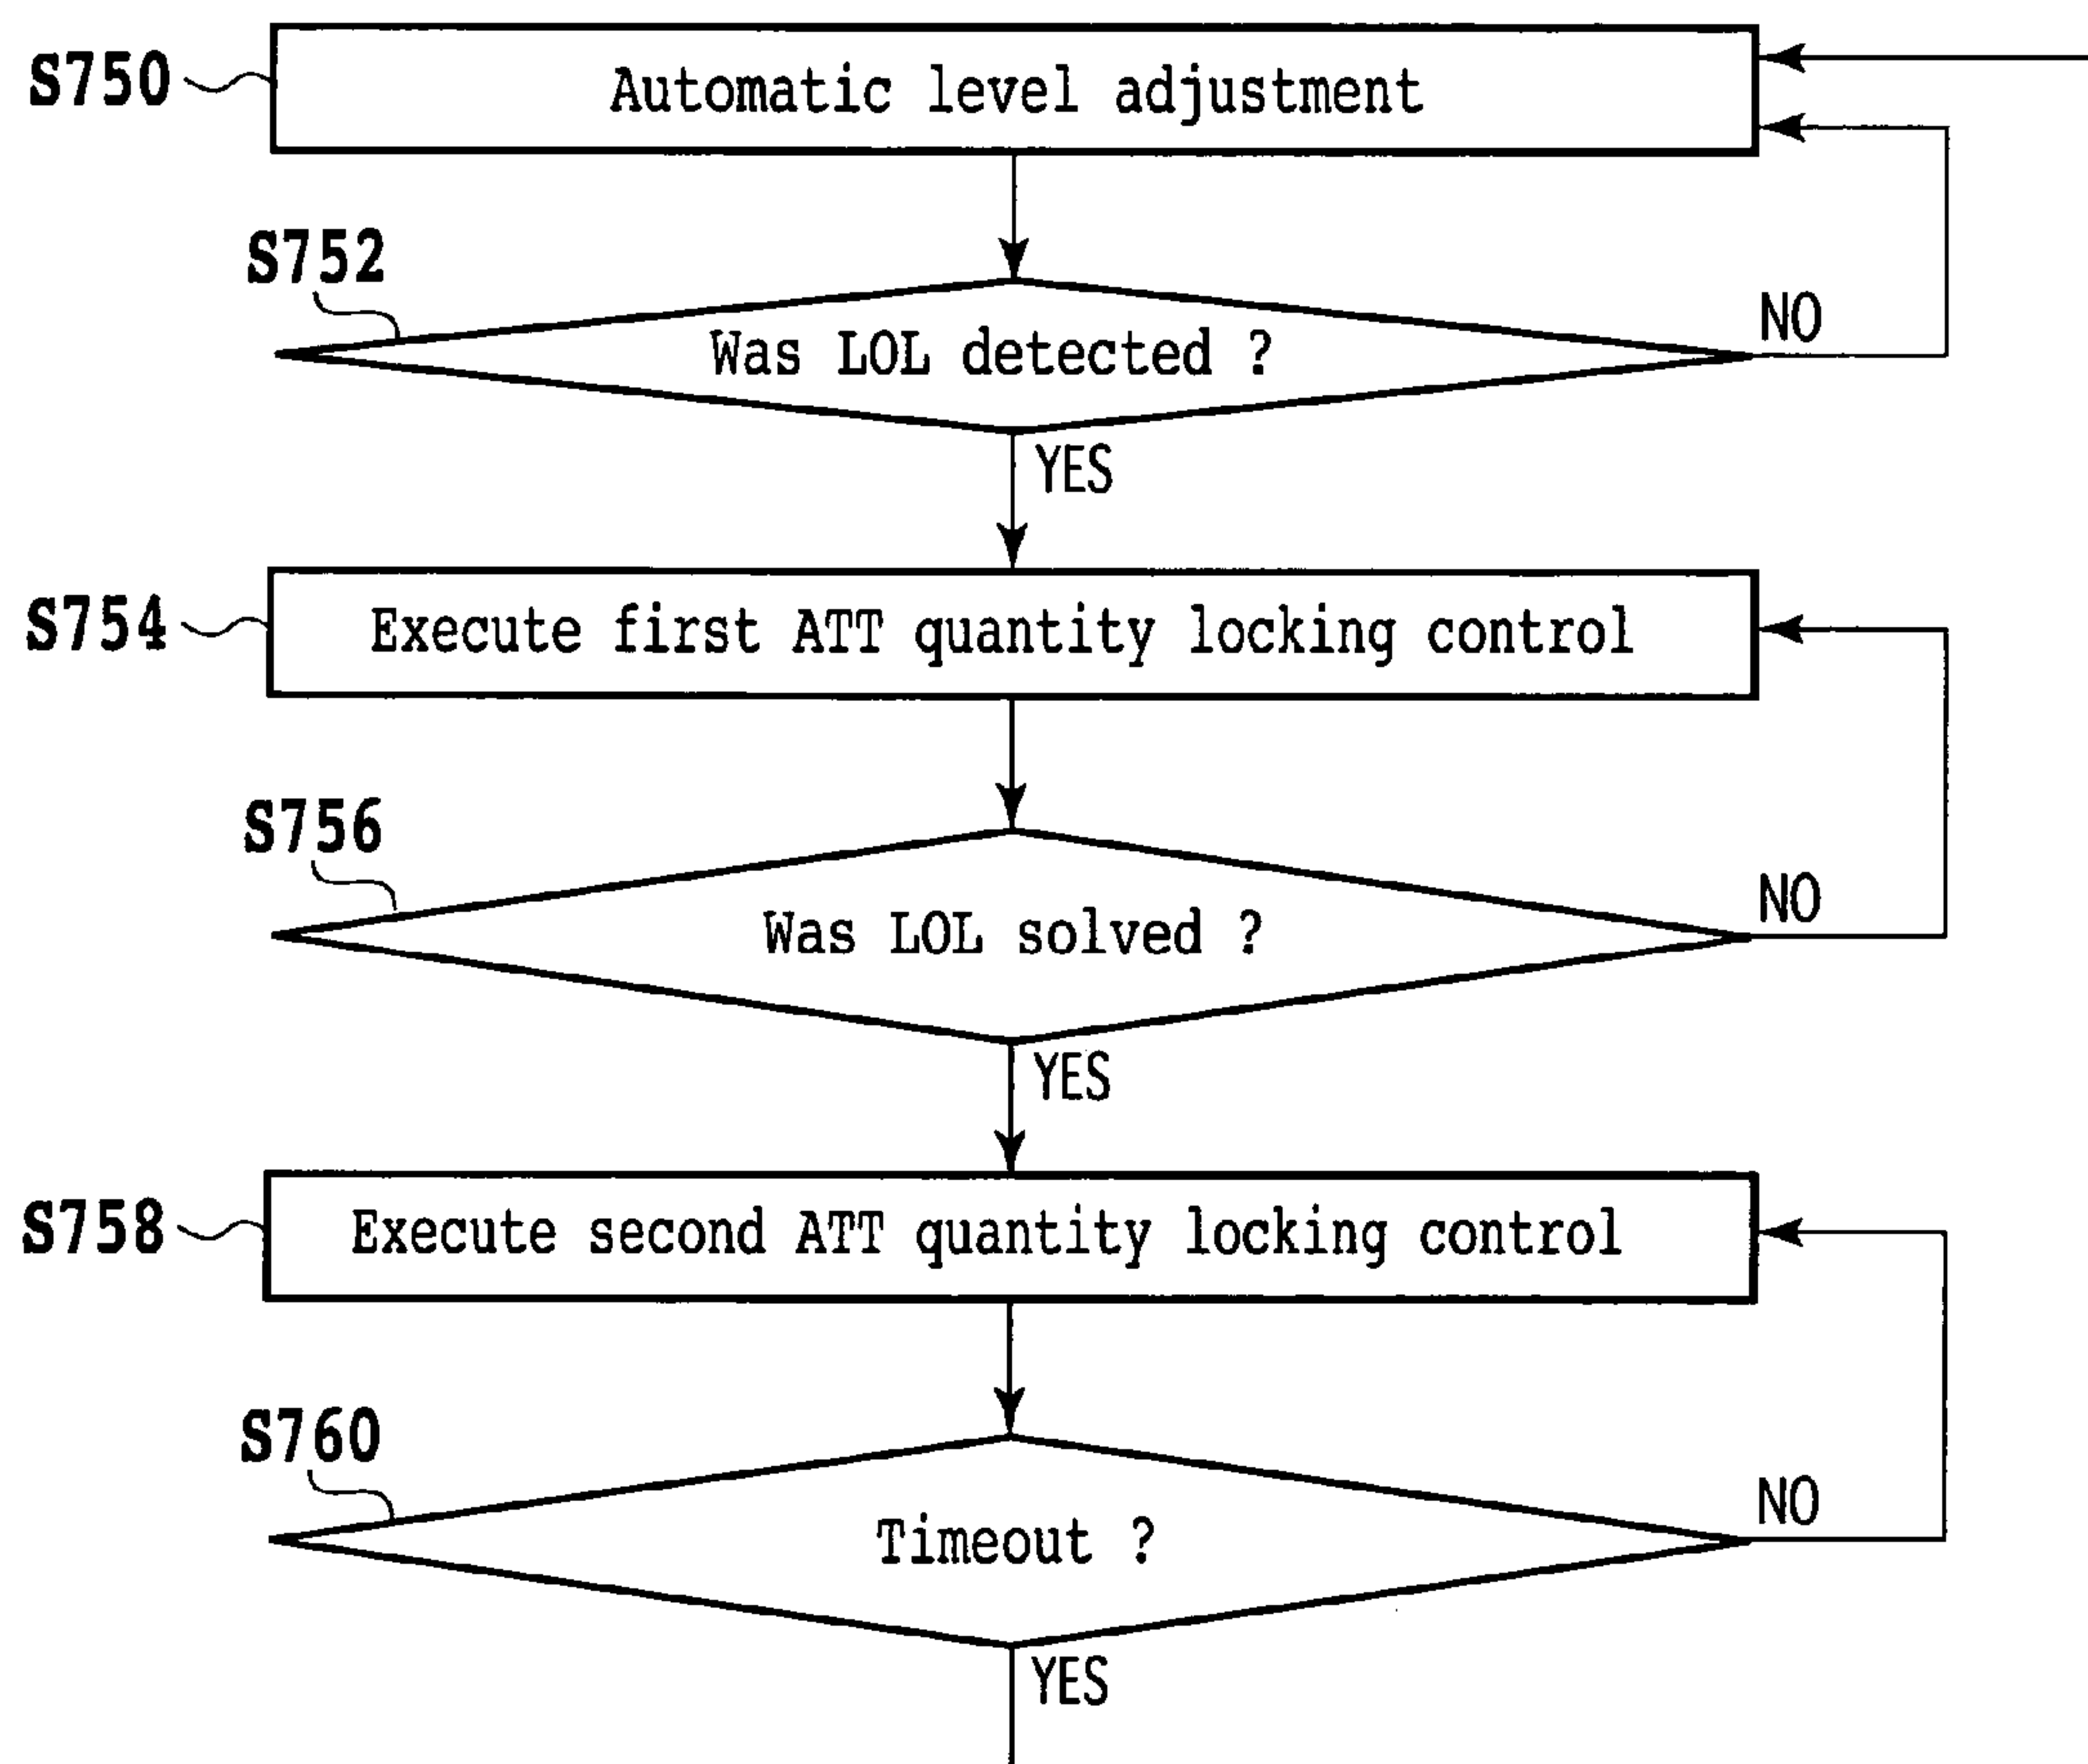 S750
Automatic level adjustment
S752
Was LOL detected ?
NO
YES
S754
Execute first ATT quantity locking control
S756
Was LOL solved ?
NO
YES
S758
Execute second ATT quantity locking control
S760
Timeout ?
NO
YES